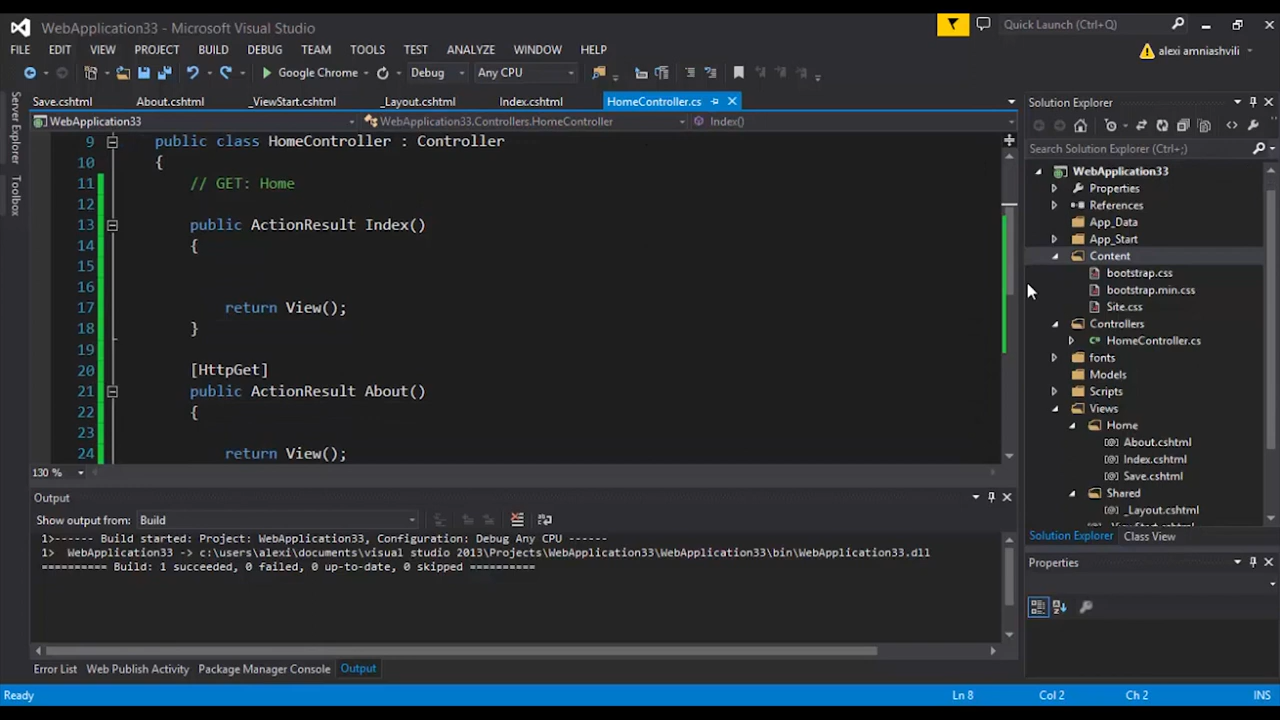 WebApplication33 - Microsoft Visual Studio
Quick Launch (Ctrl+Q)
FILE EDIT VIEW PROJECT BUILD DEBUG TEAM TOOLS TEST ANALYZE WINDOW HELP
alexi amniashvili
Google Chrome Debug Any CPU
Save.cshtml About.cshtml _ViewStart.cshtml _Layout.cshtml Index.cshtml HomeController.cs
WebApplication33 WebApplication33.Controllers.HomeController Index()
Server Explorer
Toolbox
9 public class HomeController : Controller
10 {
11 // GET: Home
12
13 public ActionResult Index()
14 {
15
16
17 return View();
18 }
19
20 [HttpGet]
21 public ActionResult About()
22 {
23
24 return View();
130 %
Output
Show output from: Build
1>------ Build started: Project: WebApplication33, Configuration: Debug Any CPU ------
1> WebApplication33 -> c:\users\alexi\documents\visual studio 2013\Projects\WebApplication33\WebApplication33\bin\WebApplication33.dll
========== Build: 1 succeeded, 0 failed, 0 up-to-date, 0 skipped ==========
Error List Web Publish Activity Package Manager Console Output
Solution Explorer
Search Solution Explorer (Ctrl+;)
WebApplication33
Properties
References
App_Data
App_Start
Content
bootstrap.css
bootstrap.min.css
Site.css
Controllers
HomeController.cs
fonts
Models
Scripts
Views
Home
About.cshtml
Index.cshtml
Save.cshtml
Shared
_Layout.cshtml
Solution Explorer Class View
Properties
Ready Ln 8 Col 2 Ch 2 INS